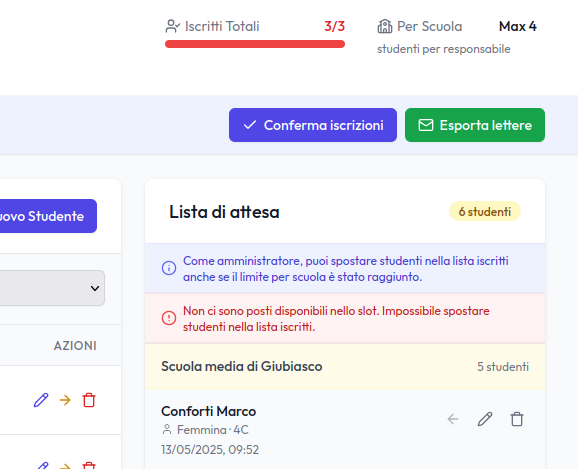 Iscritti Totali 3/3
Per Scuola Max 4
studenti per responsabile
Conferma iscrizioni
Esporta lettere
Studente
Lista di attesa
6 studenti
Come amministratore, puoi spostare studenti nella lista iscritti
anche se il limite per scuola è stato raggiunto.
Non ci sono posti disponibili nello slot. Impossibile spostare
studenti nella lista iscritti.
AZIONI
Scuola media di Giubiasco 5 studenti
Conforti Marco
Femmina · 4C
13/05/2025, 09:52